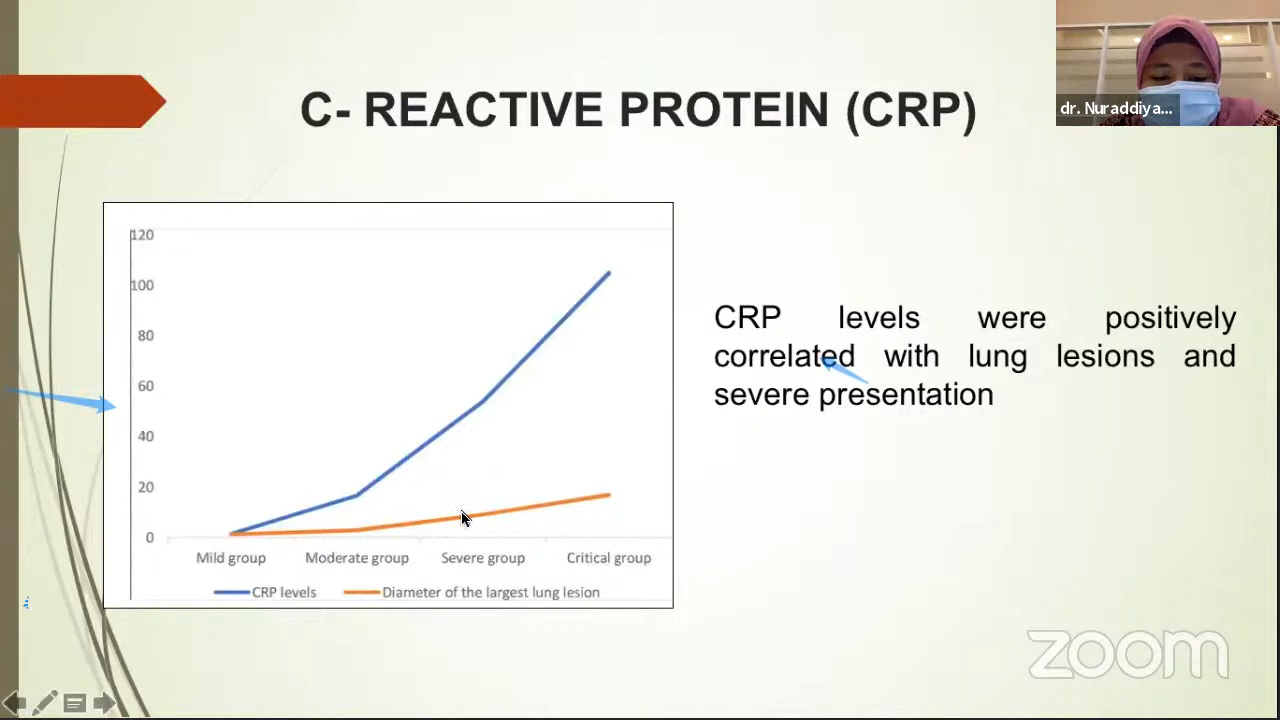 C- REACTIVE PROTEIN (CRP)
dr. Nuraddiya...
120
100
80
60
40
20
0
Mild group Moderate group Severe group Critical group
CRP levels Diameter of the largest lung lesion
CRP levels were positively
correlated with lung lesions and
severe presentation
zoom